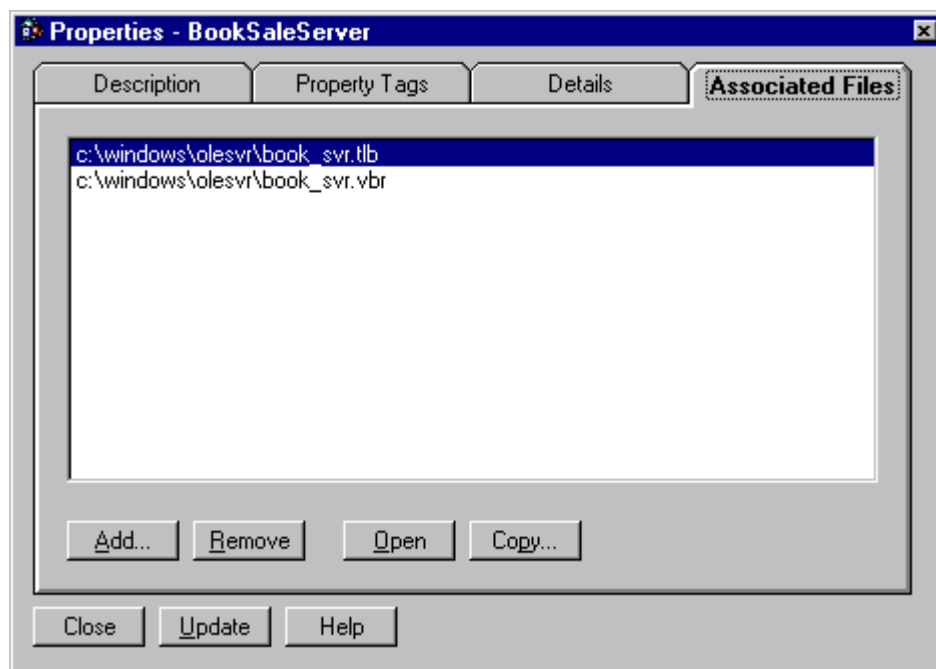 Properties - BookSaleServer
Description Property Tags Details Associated Files
c:\windows\olesvr\book_svr.tlb
c:\windows\olesvr\book_svr.vbr
Add... Remove Open Copy...
Close Update Help